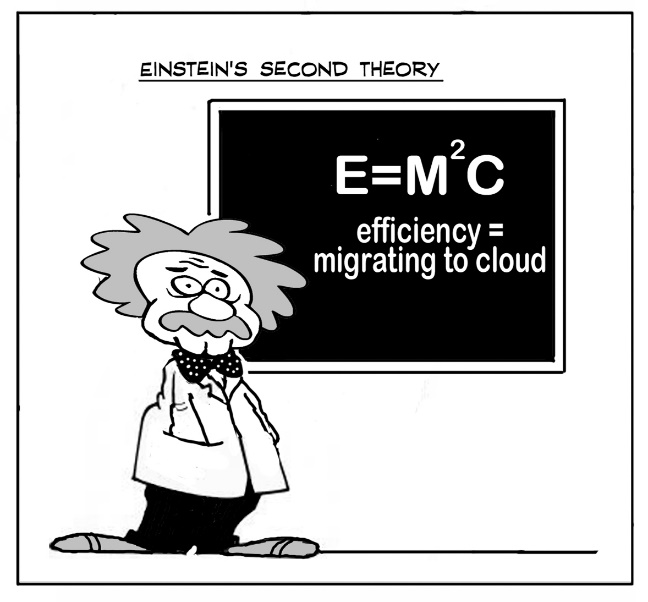 EINSTEIN'S SECOND THEORY
E=M²C
efficiency =
migrating to cloud